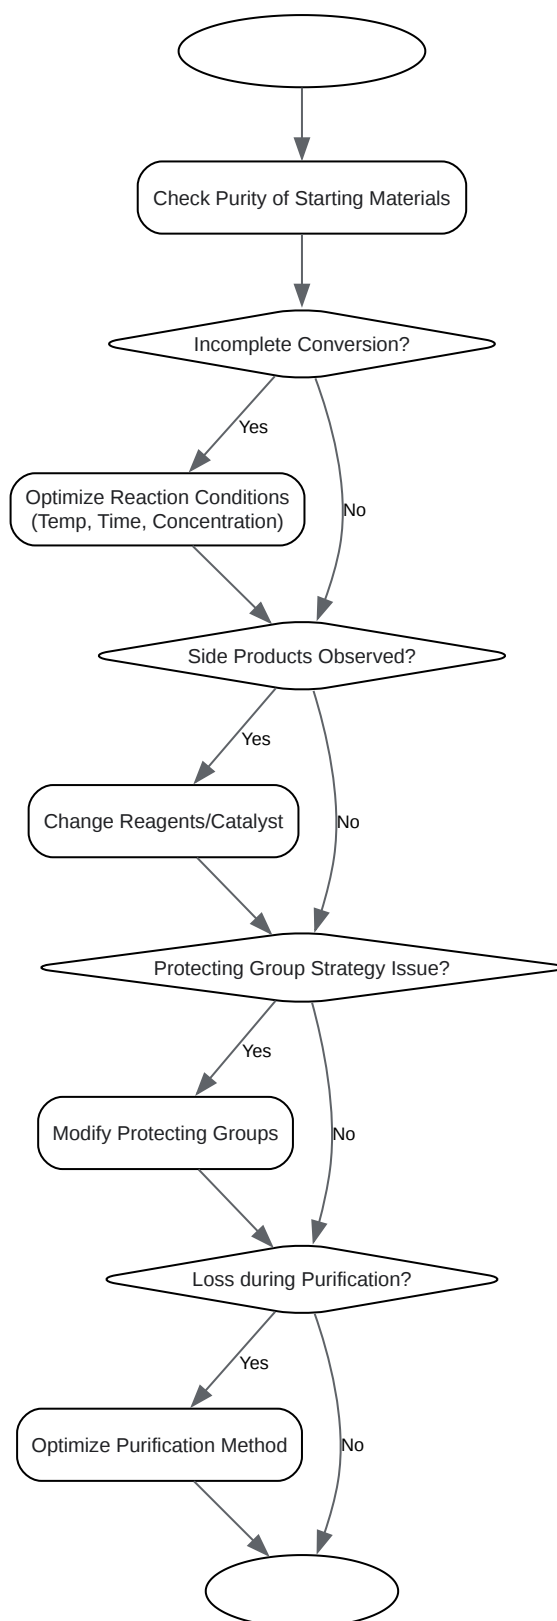 Check Purity of Starting Materials
Incomplete Conversion?
Yes
Optimize Reaction Conditions
(Temp, Time, Concentration)
No
Side Products Observed?
Yes
Change Reagents/Catalyst
No
Protecting Group Strategy Issue?
Yes
Modify Protecting Groups
No
Loss during Purification?
Yes
Optimize Purification Method
No